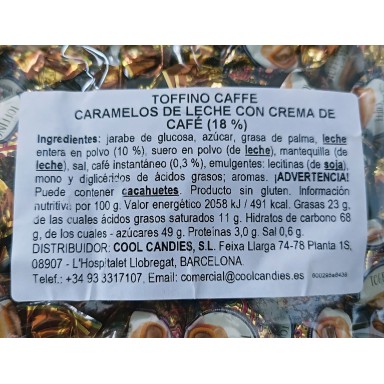 TOFFINO CAFFE
CARAMELOS DE LECHE CON CREMA DE
CAFÉ (18 %)
Ingredientes: jarabe de glucosa, azúcar, grasa de palma, leche
entera en polvo (10 %), suero en polvo (de leche), mantequilla (de
leche), sal, café instantáneo (0,3 %), emulgentes: lecitinas (de soja),
mono y diglicéridos de ácidos grasos; aromas. ¡ADVERTENCIA!
Puede contener cacahuetes. Producto sin gluten. Información
nutritiva por 100 g. Valor energético 2058 kJ / 491 kcal. Grasas 23 g,
de las cuales ácidos grasos saturados 11 g. Hidratos de carbono 68
g, de los cuales - azúcares 49 g. Proteínas 3,0 g. Sal 0,6 g.
DISTRIBUIDOR: COOL CANDIES, S.L. Feixa Llarga 74-78 Planta 1S,
08907 - L'Hospitalet Llobregat, BARCELONA.
Telef.: +34 933317107, Email: comercial@coolcandies.es